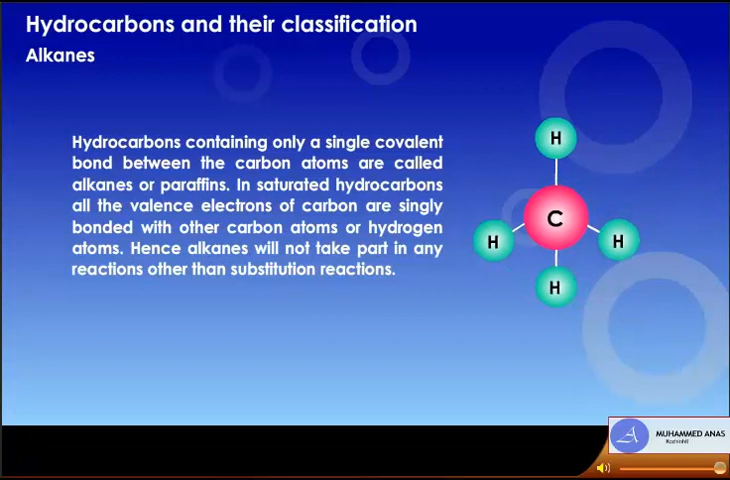 Hydrocarbons and their classification
Alkanes
Hydrocarbons containing only a single covalent
bond between the carbon atoms are called
alkanes or paraffins. In saturated hydrocarbons
all the valence electrons of carbon are singly
bonded with other carbon atoms or hydrogen
atoms. Hence alkanes will not take part in any
reactions other than substitution reactions.
H
C
H
H
H
A
MUHAMMED ANAS